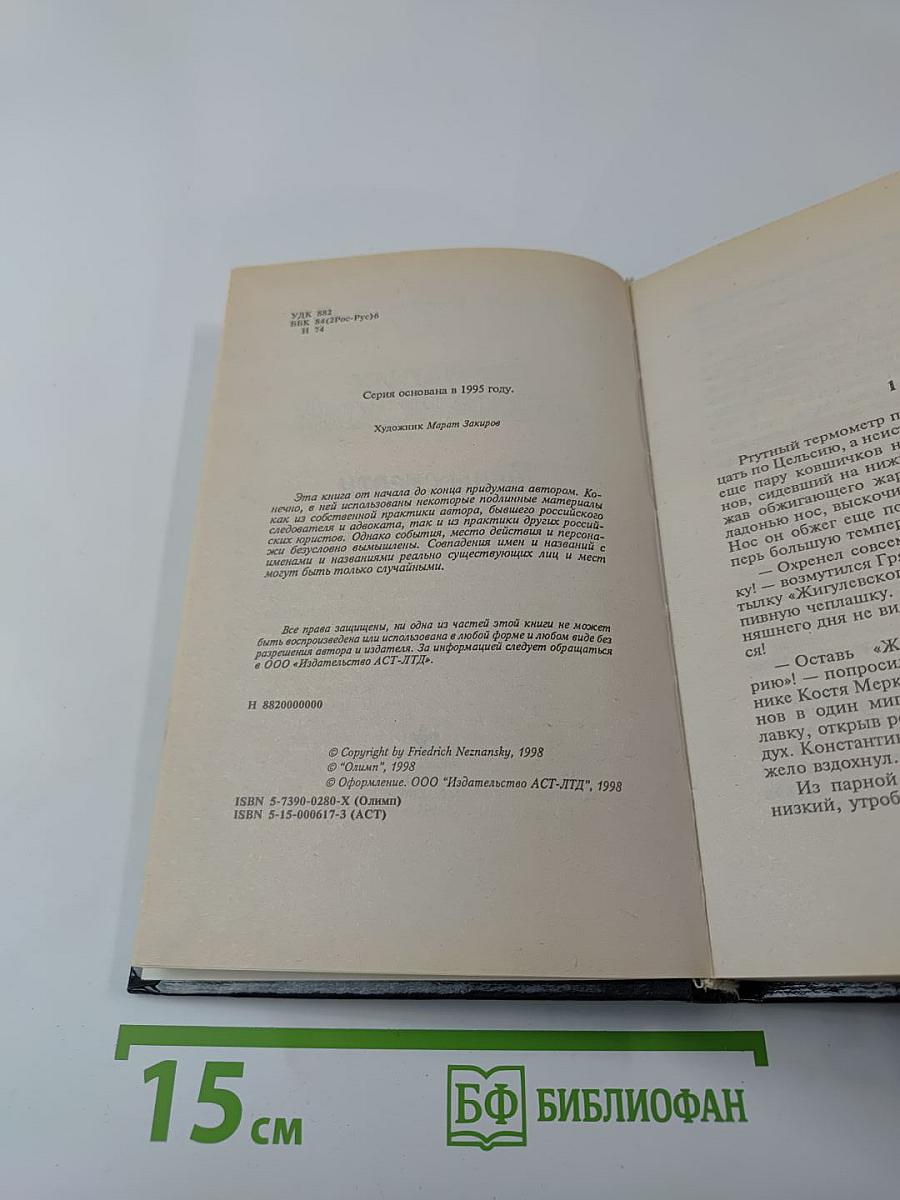 УДК 882
ББК 84(2Рос-Рус)6
Н 74
Серия основана в 1995 году.
Художник Марат Закиров
Эта книга от начала до конца придумана автором. Ко-
нечно, в ней использованы некоторые подлинные материалы
как из собственной практики автора, бывшего российского
следователя и адвоката, так и из практики других россий-
ских юристов. Однако события, место действия и персона-
жи безусловно вымышлены. Совпадения имен и названий с
именами и названиями реально существующих лиц и мест
могут быть только случайными.
Все права защищены, ни одна из частей этой книги не может
быть воспроизведена или использована в любой форме и любом виде без
разрешения автора и издателя. За информацией следует обращаться
в ООО «Издательство АСТ-ЛТД».
Н 8820000000
© Copyright by Friedrich Neznansky, 1998
© "Олимп", 1998
© Оформление. ООО "Издательство АСТ-ЛТД", 1998
ISBN 5-7390-0280-X (Олимп)
ISBN 5-15-000617-3 (АСТ)
1
Ртутный термометр п
цать по Цельсию, а неис
еще пару ковшичков н
нов, сидевший на ниж
жав обжигающего жар
ладонью нос, выскочи
Нос он обжег еще по
перь большую темпер
— Охренел совсем
ку! — возмутился Гря
тылку «Жигулевског
пивную чеплашку.
няшнего дня не ви
ся!
— Оставь «Ж
рию»! — попросил
нике Костя Мерк
нов в один миг
лавку, открыв р
дух. Константин
жело вздохнул.
Из парной
низкий, утроб
15 см
БФ БИБЛИОФАН